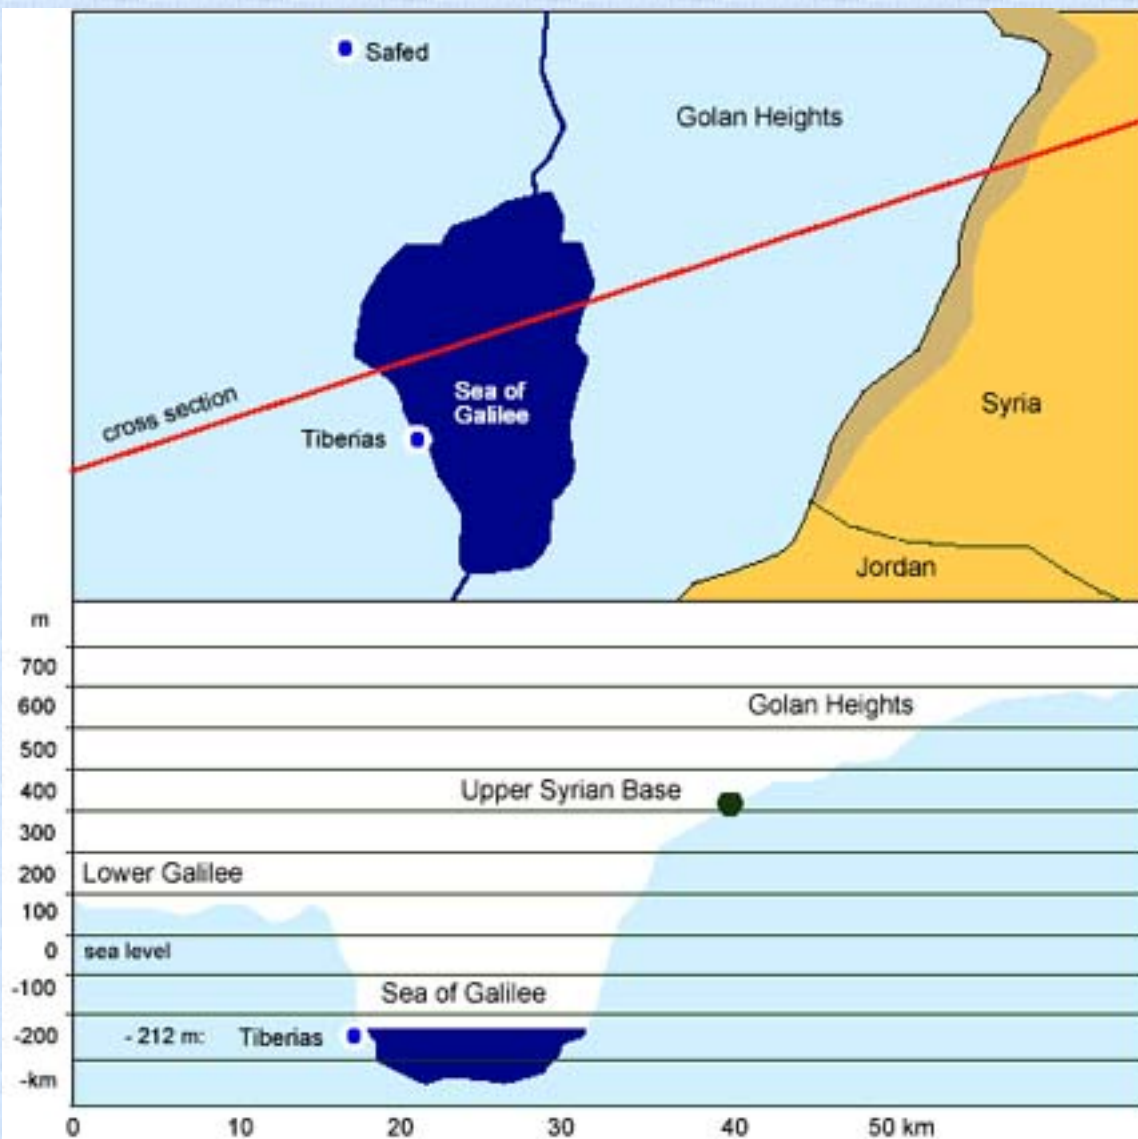 Safed
Golan Heights
cross section
Sea of
Galilee
Tiberias
Syria
Jordan
m
700
600
Golan Heights
500
400
Upper Syrian Base
300
200
Lower Galilee
100
0
sea level
-100
Sea of Galilee
-200
- 212 m:
Tiberias
-km
0 10 20 30 40 50 km